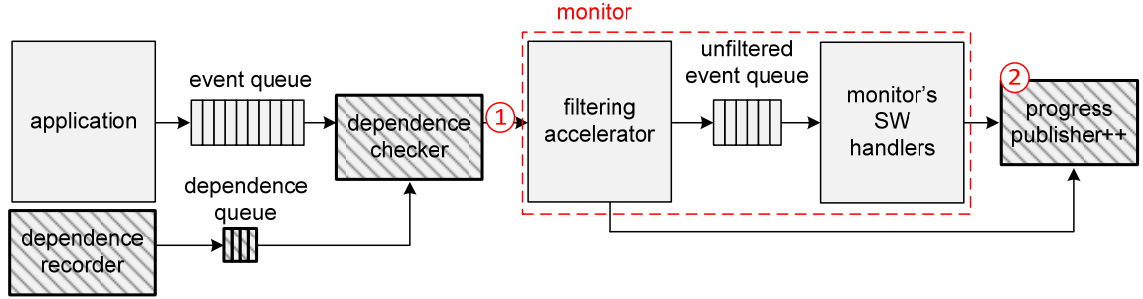 monitor
application
event queue
dependence
checker
1
filtering
accelerator
unfiltered
event queue
monitor's
SW
handlers
2
progress
publisher++
dependence
queue
dependence
recorder